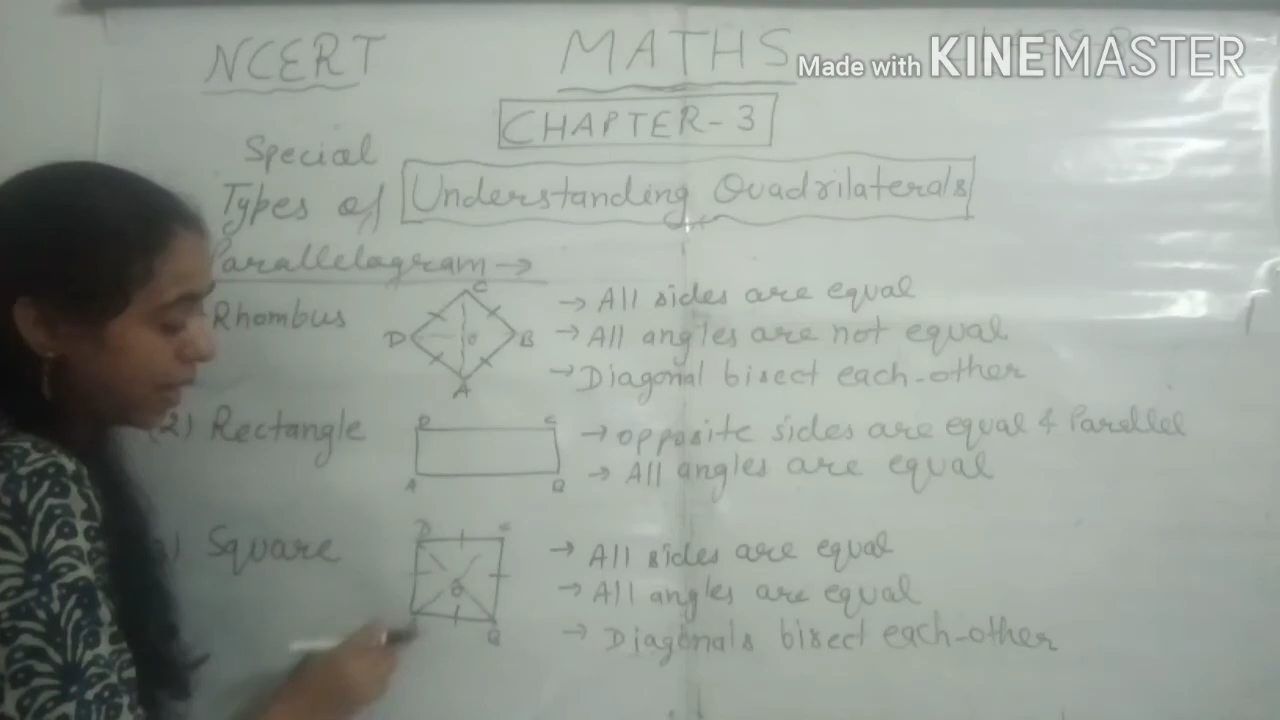 NCERT MATHS
Made with KINEMASTER
CHAPTER-3
Special
Types of Understanding Quadrilaterals
Parallelagram →
Rhombus
C
D O B
A
→ All sides are equal
→ All angles are not equal
→ Diagonal bisect each-other
(2) Rectangle
D C
A B
→ opposite sides are equal & Parellel
→ All angles are equal
Square
D C
O
B
→ All sides are equal
→ All angles are equal
→ Diagonals bisect each-other